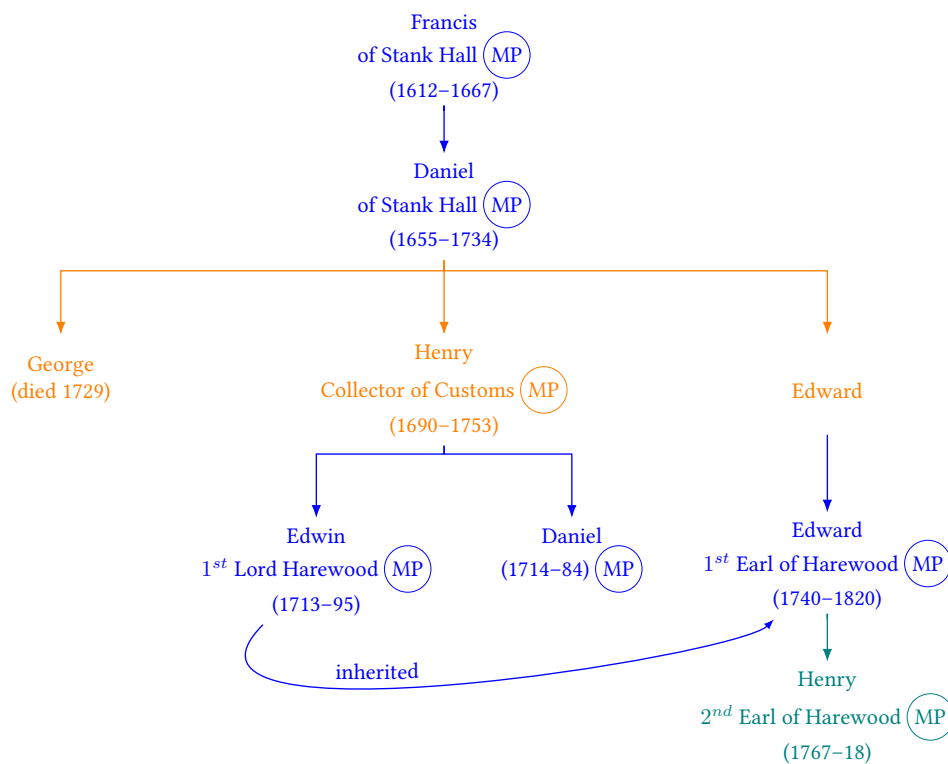 Francis
of Stank Hall MP
(1612–1667)
Daniel
of Stank Hall MP
(1655–1734)
George
(died 1729)
Henry
Collector of Customs MP
(1690–1753)
Edward
Edwin
1st Lord Harewood MP
(1713–95)
Daniel
(1714–84) MP
Edward
1st Earl of Harewood MP
(1740–1820)
inherited
Henry
2nd Earl of Harewood MP
(1767–18)